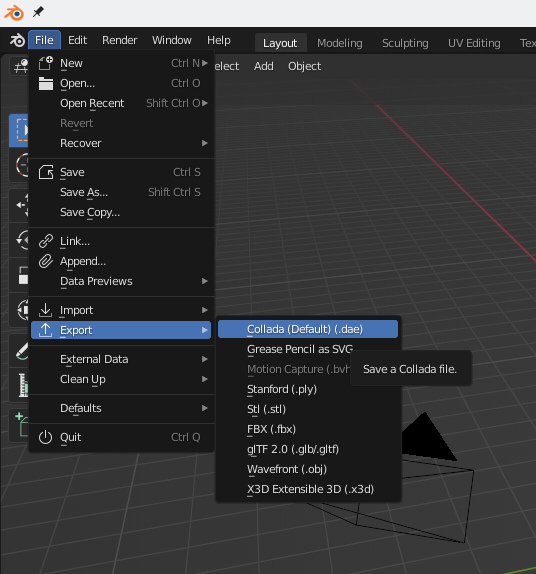 File Edit Render Window Help Layout Modeling Sculpting UV Editing
New Ctrl N
elect Add Object
Open... Ctrl O
Open Recent Shift Ctrl O
Revert
Recover
Save Ctrl S
Save As... Shift Ctrl S
Save Copy...
Link...
Append...
Data Previews
Import
Export
External Data
Clean Up
Defaults
Quit Ctrl Q
Collada (Default) (.dae)
Grease Pencil as SVG
Motion Capture (.bvh
Save a Collada file.
Stanford (.ply)
Stl (.stl)
FBX (.fbx)
glTF 2.0 (.glb/.gltf)
Wavefront (.obj)
X3D Extensible 3D (.x3d)